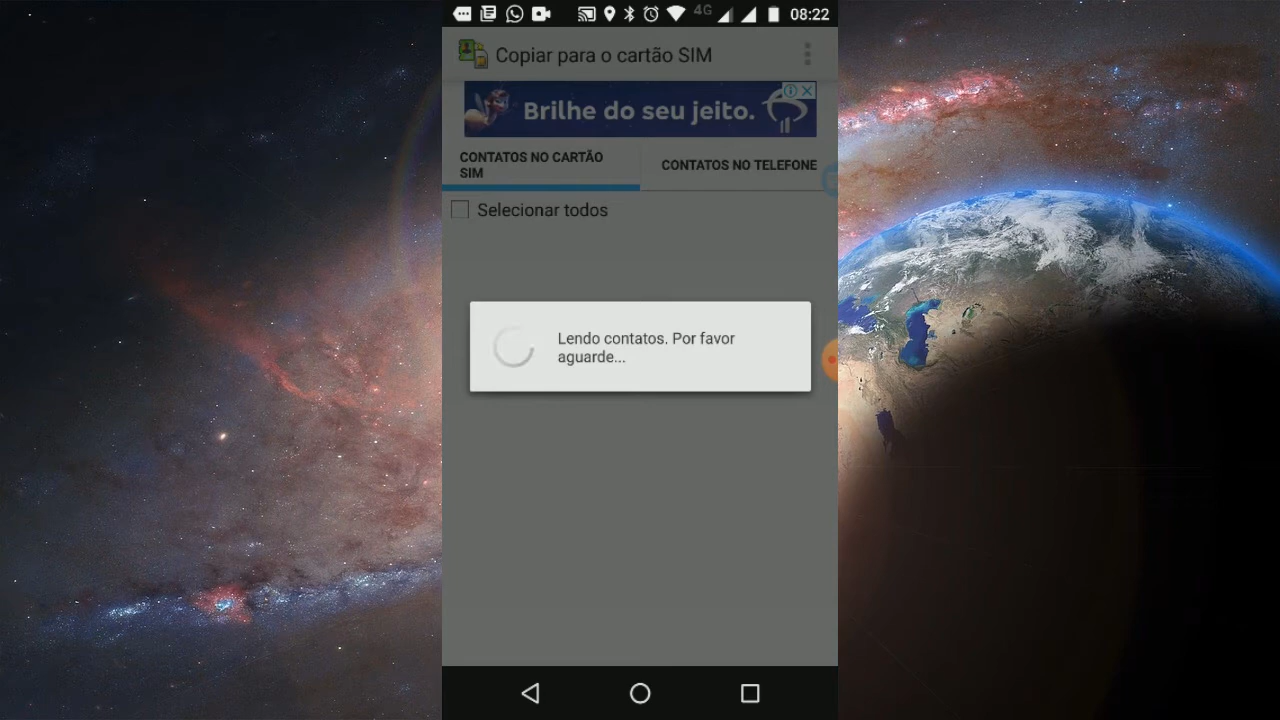 4G 08:22
Copiar para o cartão SIM
Brilhe do seu jeito.
CONTATOS NO CARTÃO
SIM
CONTATOS NO TELEFONE
Selecionar todos
Lendo contatos. Por favor
aguarde...